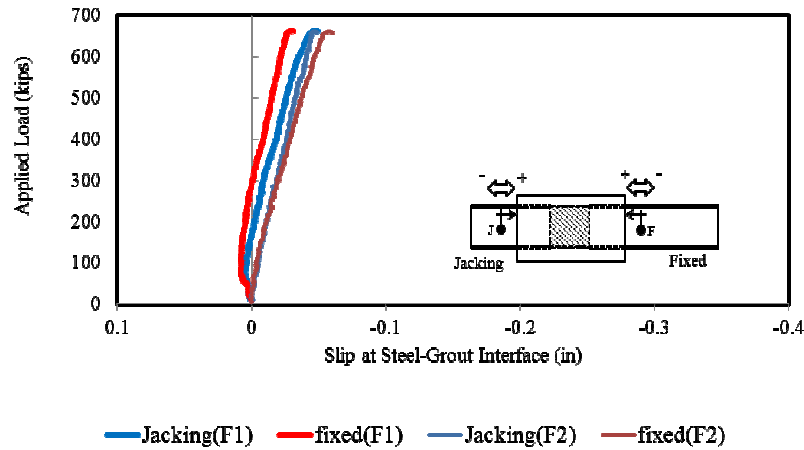 700
600
500
400
300
200
100
0
Applied Load (kips)
0.1 0 -0.1 -0.2 -0.3 -0.4
Slip at Steel-Grout Interface (in)
- + + -
J F
Jacking Fixed
Jacking(F1) fixed(F1) Jacking(F2) fixed(F2)